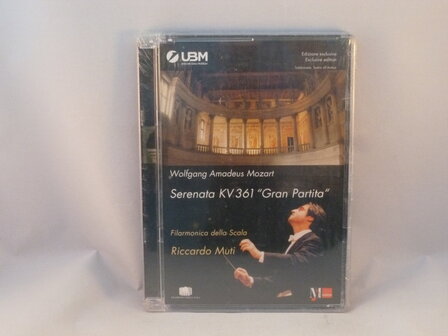 UBM
Edizione esclusiva
Exclusive edition
Wolfgang Amadeus Mozart
Serenata KV 361 "Gran Partita"
Filarmonica della Scala
Riccardo Muti